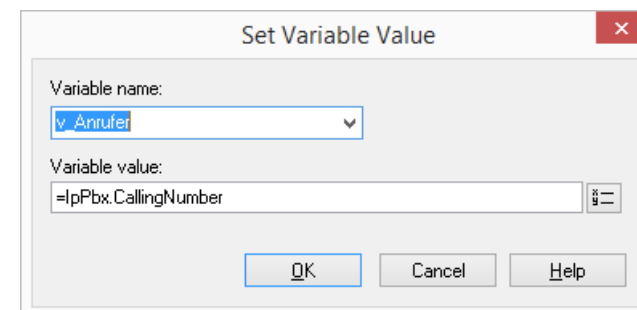 Set Variable Value
Variable name:
v_Anrufer
Variable value:
=IpPbx.CallingNumber
OK Cancel Help